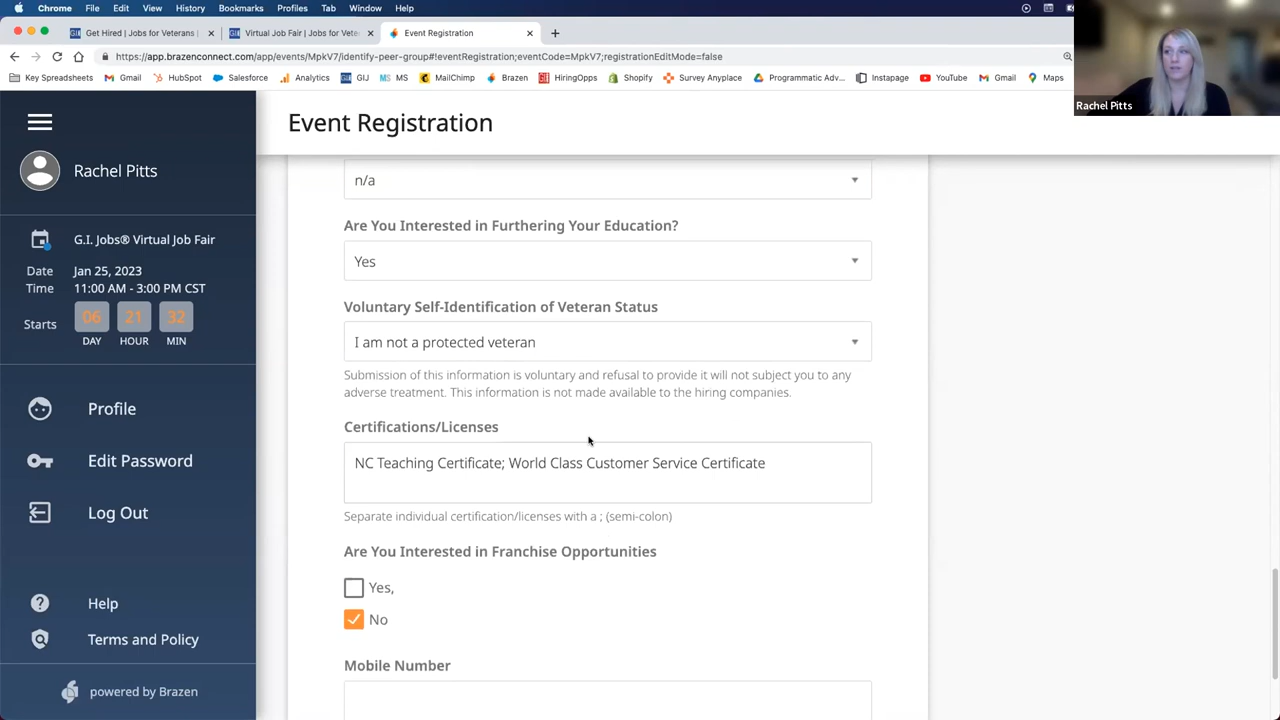 Chrome File Edit View History Bookmarks Profiles Tab Window Help
Get Hired | Jobs for Veterans | Virtual Job Fair | Jobs for Vete Event Registration
https://app.brazenconnect.com/app/events/MpkV7/identify-peer-group#!eventRegistration;eventCode=MpkV7;registrationEditMode=false
Key Spreadsheets Gmail HubSpot Salesforce Analytics GIJ MS MailChimp Brazen HiringOpps Shopify Survey Anyplace Programmatic Adv... Instapage YouTube Gmail Maps
Rachel Pitts
Event Registration
Rachel Pitts
G.I. Jobs® Virtual Job Fair
Date Jan 25, 2023
Time 11:00 AM - 3:00 PM CST
Starts 06 21 32
DAY HOUR MIN
Profile
Edit Password
Log Out
Help
Terms and Policy
powered by Brazen
n/a
Are You Interested in Furthering Your Education?
Yes
Voluntary Self-Identification of Veteran Status
I am not a protected veteran
Submission of this information is voluntary and refusal to provide it will not subject you to any
adverse treatment. This information is not made available to the hiring companies.
Certifications/Licenses
NC Teaching Certificate; World Class Customer Service Certificate
Separate individual certification/licenses with a ; (semi-colon)
Are You Interested in Franchise Opportunities
Yes,
No
Mobile Number